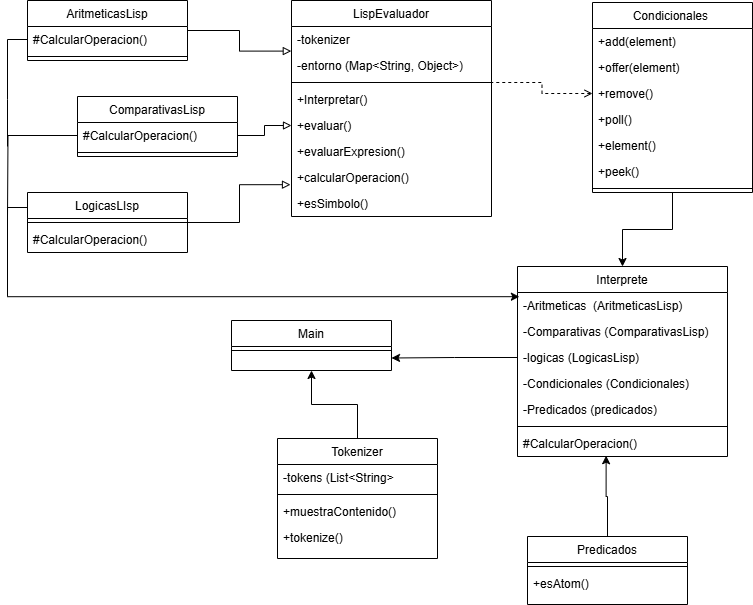 AritmeticasLisp
#CalcularOperacion()
ComparativasLisp
#CalcularOperacion()
LogicasLIsp
#CalcularOperacion()
LispEvaluador
-tokenizer
-entorno (Map<String, Object>)
+Interpretar()
+evaluar()
+evaluarExpresion()
+calcularOperacion()
+esSimbolo()
Condicionales
+add(element)
+offer(element)
+remove()
+poll()
+element()
+peek()
Interprete
-Aritmeticas  (AritmeticasLisp)
-Comparativas (ComparativasLisp)
-logicas (LogicasLisp)
-Condicionales (Condicionales)
-Predicados (predicados)
#CalcularOperacion()
Main
Tokenizer
-tokens (List<String>
+muestraContenido()
+tokenize()
Predicados
+esAtom()